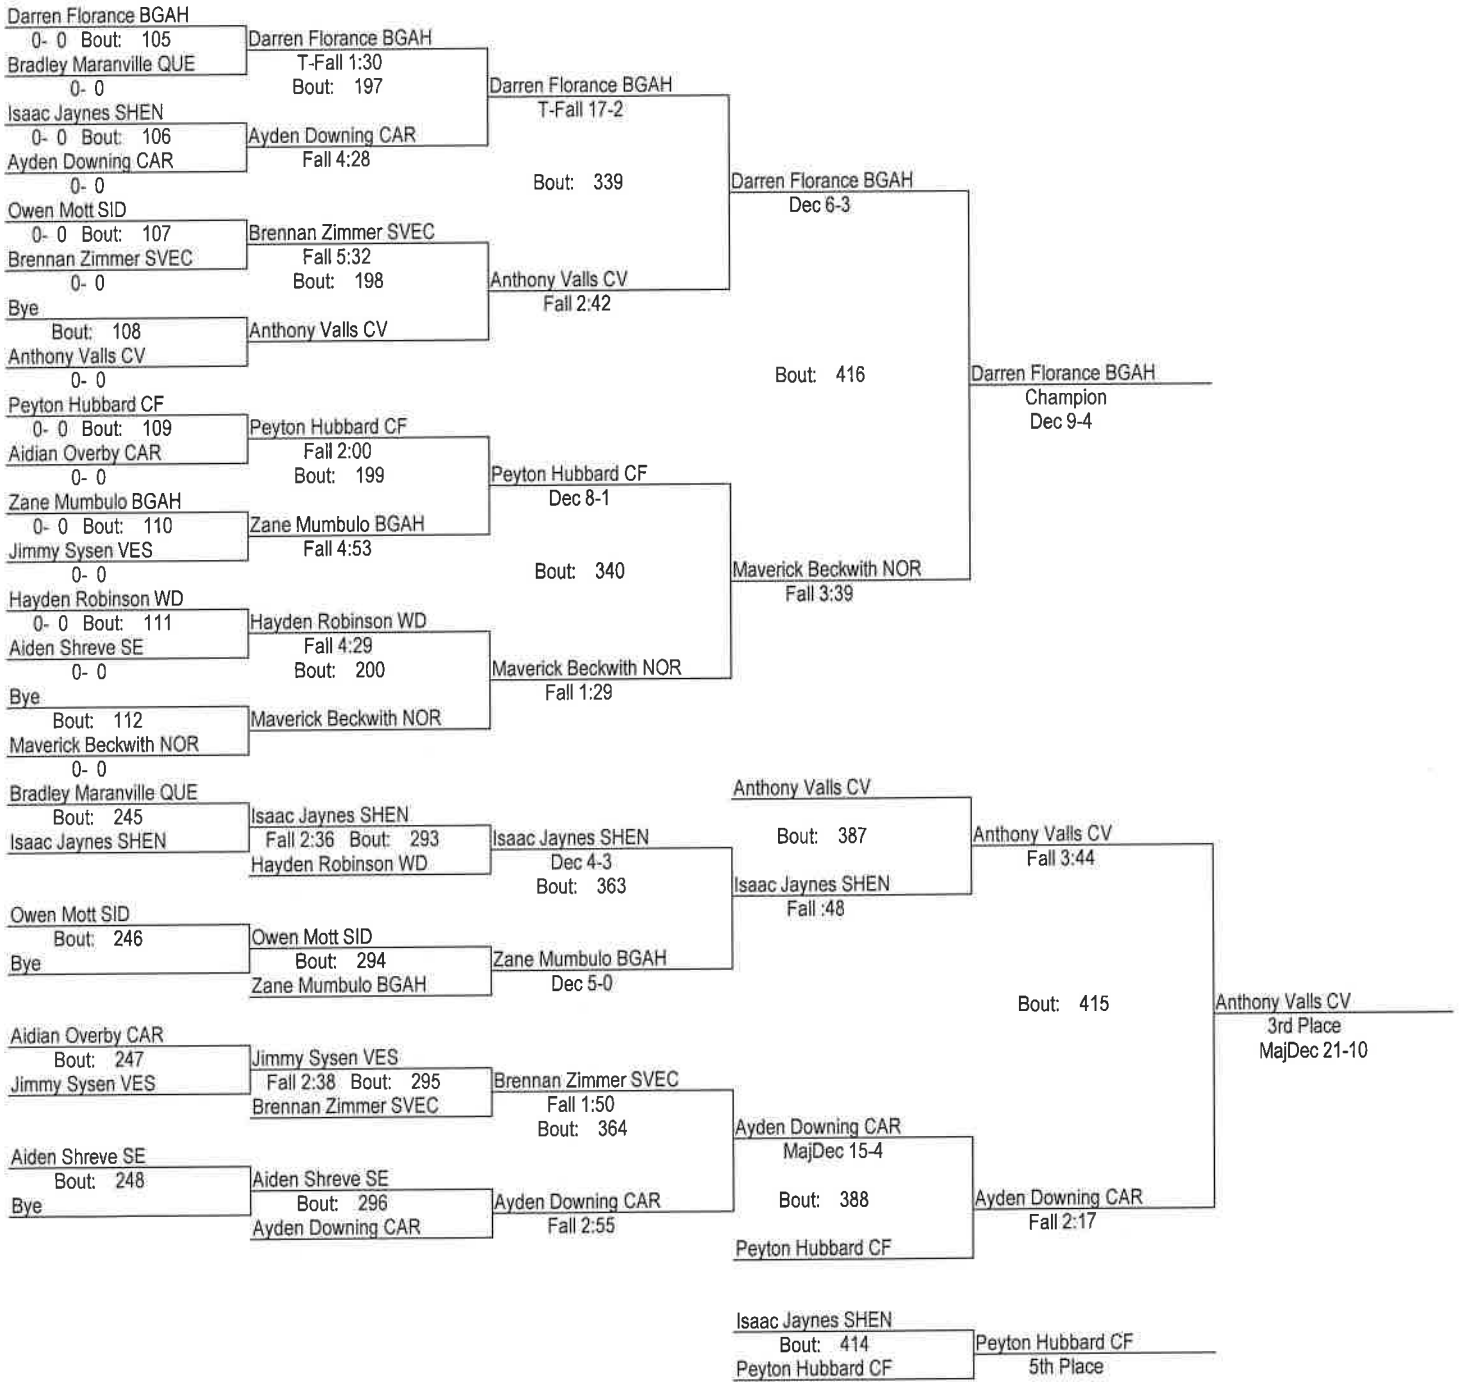 Darren Florance BGAH
0- 0 Bout: 105
Bradley Maranville QUE
0- 0
Isaac Jaynes SHEN
0- 0 Bout: 106
Ayden Downing CAR
0- 0
Owen Mott SID
0- 0 Bout: 107
Brennan Zimmer SVEC
0- 0
Bye
Bout: 108
Anthony Valls CV
0- 0
Peyton Hubbard CF
0- 0 Bout: 109
Aidian Overby CAR
0- 0
Zane Mumbulo BGAH
0- 0 Bout: 110
Jimmy Sysen VES
0- 0
Hayden Robinson WD
0- 0 Bout: 111
Aiden Shreve SE
0- 0
Bye
Bout: 112
Maverick Beckwith NOR
0- 0
Darren Florance BGAH
T-Fall 1:30
Bout: 197
Ayden Downing CAR
Fall 4:28
Brennan Zimmer SVEC
Fall 5:32
Bout: 198
Anthony Valls CV
Peyton Hubbard CF
Fall 2:00
Bout: 199
Zane Mumbulo BGAH
Fall 4:53
Hayden Robinson WD
Fall 4:29
Bout: 200
Maverick Beckwith NOR
Darren Florance BGAH
T-Fall 17-2
Bout: 339
Anthony Valls CV
Fall 2:42
Peyton Hubbard CF
Dec 8-1
Bout: 340
Maverick Beckwith NOR
Fall 1:29
Darren Florance BGAH
Dec 6-3
Bout: 416
Maverick Beckwith NOR
Fall 3:39
Darren Florance BGAH
Champion
Dec 9-4
Bradley Maranville QUE
Bout: 245
Isaac Jaynes SHEN
Owen Mott SID
Bout: 246
Bye
Aidian Overby CAR
Bout: 247
Jimmy Sysen VES
Aiden Shreve SE
Bout: 248
Bye
Isaac Jaynes SHEN
Fall 2:36 Bout: 293
Hayden Robinson WD
Owen Mott SID
Bout: 294
Zane Mumbulo BGAH
Jimmy Sysen VES
Fall 2:38 Bout: 295
Brennan Zimmer SVEC
Aiden Shreve SE
Bout: 296
Ayden Downing CAR
Isaac Jaynes SHEN
Dec 4-3
Bout: 363
Zane Mumbulo BGAH
Dec 5-0
Brennan Zimmer SVEC
Fall 1:50
Bout: 364
Ayden Downing CAR
Fall 2:55
Anthony Valls CV
Bout: 387
Isaac Jaynes SHEN
Fall :48
Ayden Downing CAR
MajDec 15-4
Bout: 388
Peyton Hubbard CF
Anthony Valls CV
Fall 3:44
Bout: 415
Ayden Downing CAR
Fall 2:17
Anthony Valls CV
3rd Place
MajDec 21-10
Isaac Jaynes SHEN
Bout: 414
Peyton Hubbard CF
Peyton Hubbard CF
5th Place